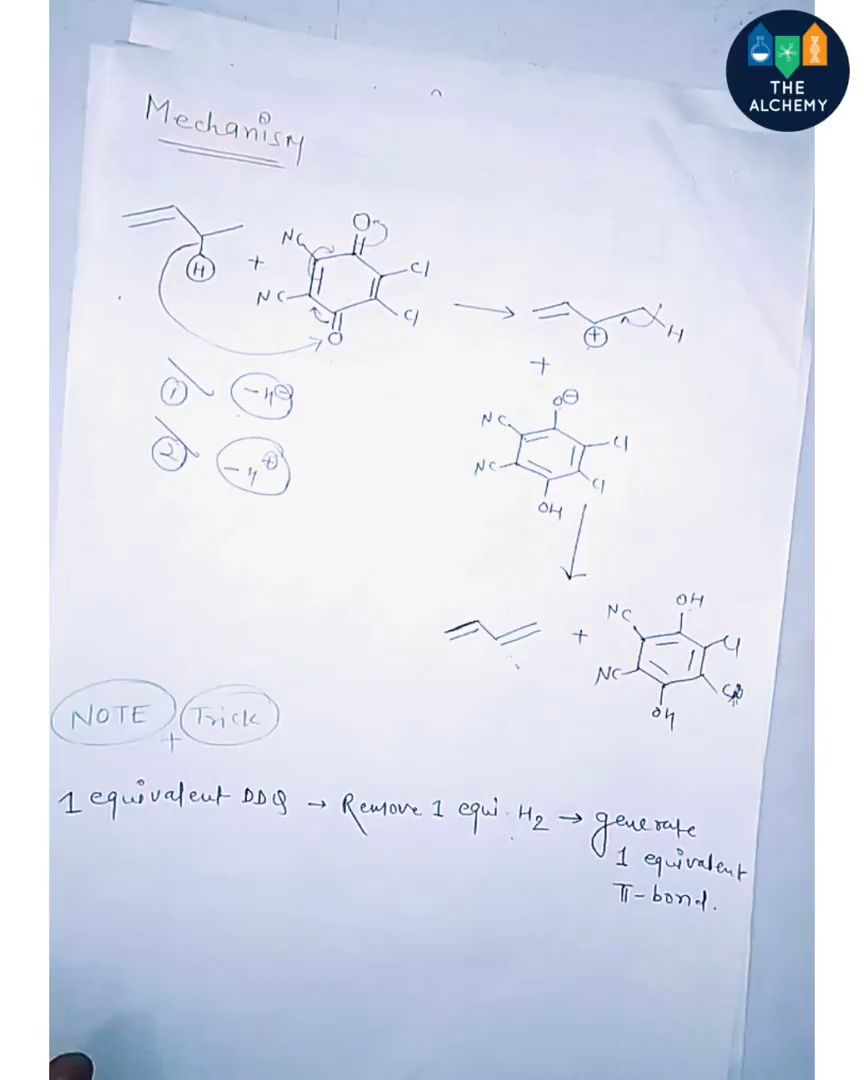 THE
ALCHEMY
Mechanism
O
NC
Cl
H
+
NC
Cl
O
+
H
+
① -H⊖
O⊖
NC
Cl
② -H⊕
NC
Cl
OH
OH
NC
Cl
+
NC
OH
NOTE + Trick
1 equivalent DDQ → Remove 1 equi. H2 → generate
1 equivalent
π-bond.